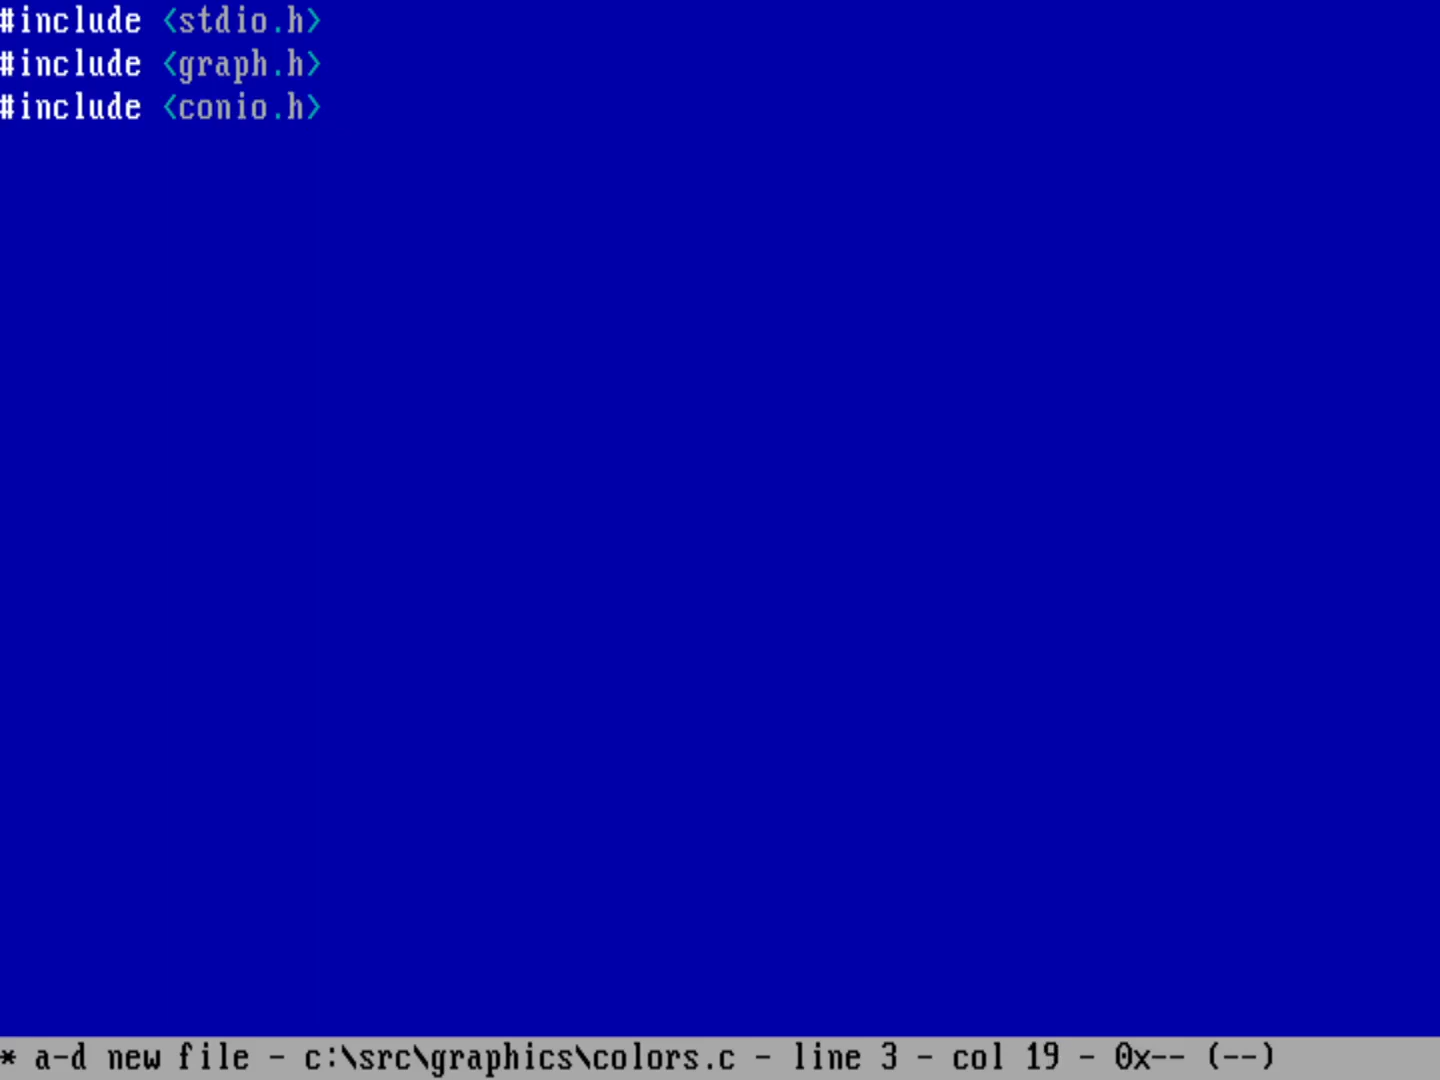 #include <stdio.h>
#include <graph.h>
#include <conio.h>
* a-d new file - c:\src\graphics\colors.c - line 3 - col 19 - 0x-- (--)